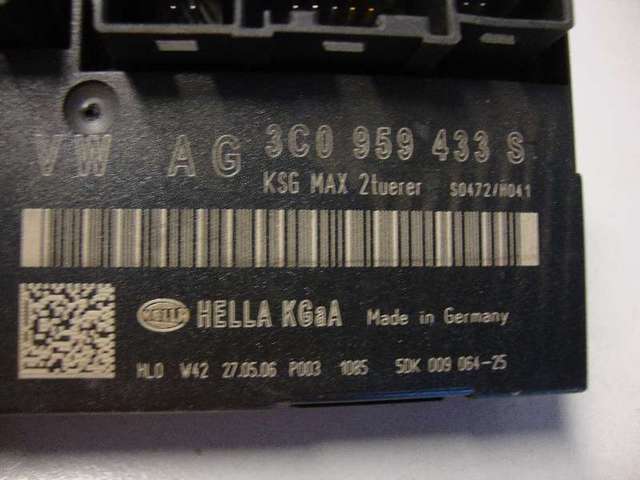 VW AG 3C0 959 433 S
KSG MAX 2tuerer S0472/H041
HELLA HELLA KGaA Made in Germany
HLO W42 27.05.06 P003 1085 5DK 009 064-25